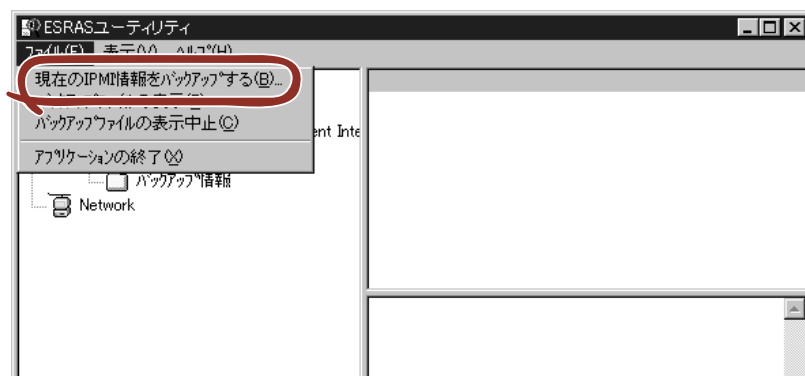 ESRASユーティリティ
ファイル(F) 表示(V) ヘルプ(H)
現在のIPMI情報をバックアップする(B)...
バックアップファイルの表示中止(C)
ent Inte
アプリケーションの終了(X)
バックアップ情報
Network